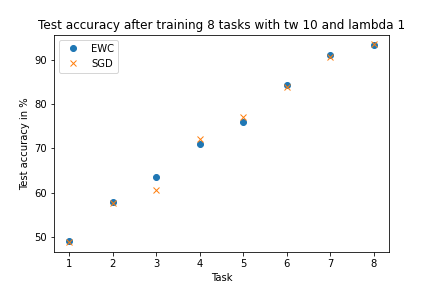 Test accuracy after training 8 tasks with tw 10 and lambda 1
EWC
SGD
Test accuracy in %
90
80
70
60
50
1 2 3 4 5 6 7 8
Task